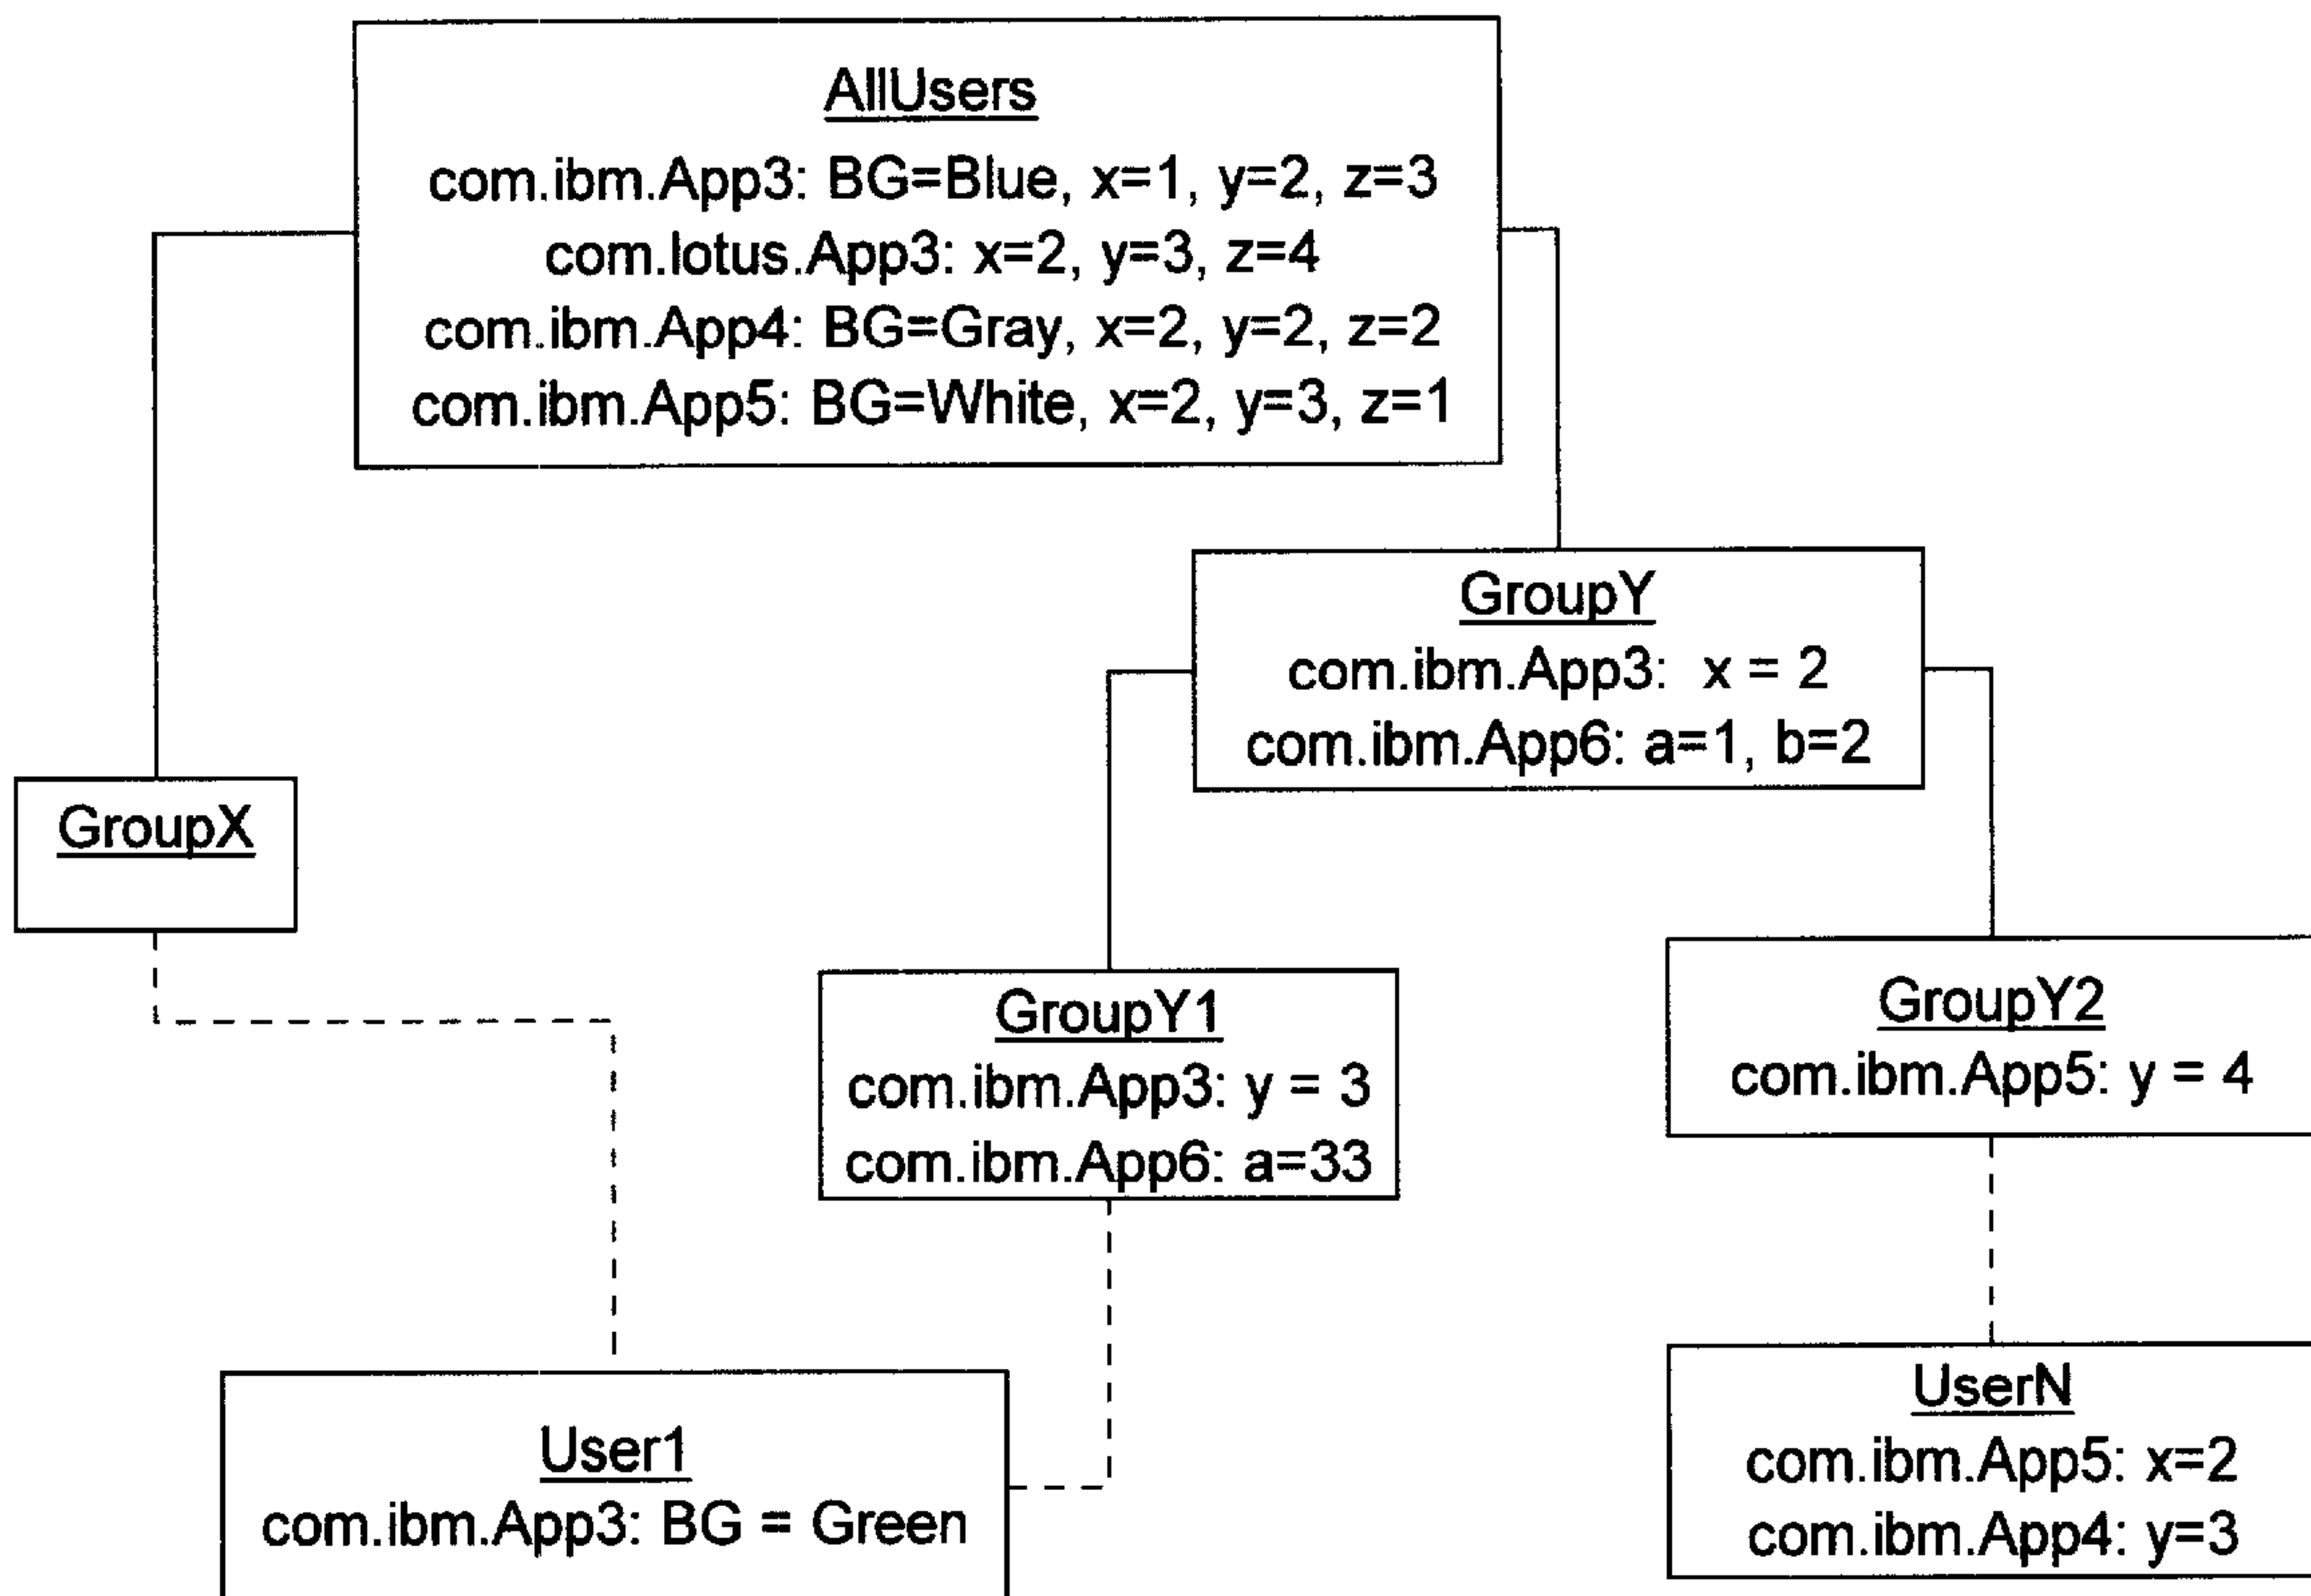 AllUsers
com.ibm.App3: BG=Blue, x=1, y=2, z=3
com.lotus.App3: x=2, y=3, z=4
com.ibm.App4: BG=Gray, x=2, y=2, z=2
com.ibm.App5: BG=White, x=2, y=3, z=1
GroupY
com.ibm.App3: x = 2
com.ibm.App6: a=1, b=2
GroupX
GroupY1
com.ibm.App3: y = 3
com.ibm.App6: a=33
GroupY2
com.ibm.App5: y = 4
User1
com.ibm.App3: BG = Green
UserN
com.ibm.App5: x=2
com.ibm.App4: y=3